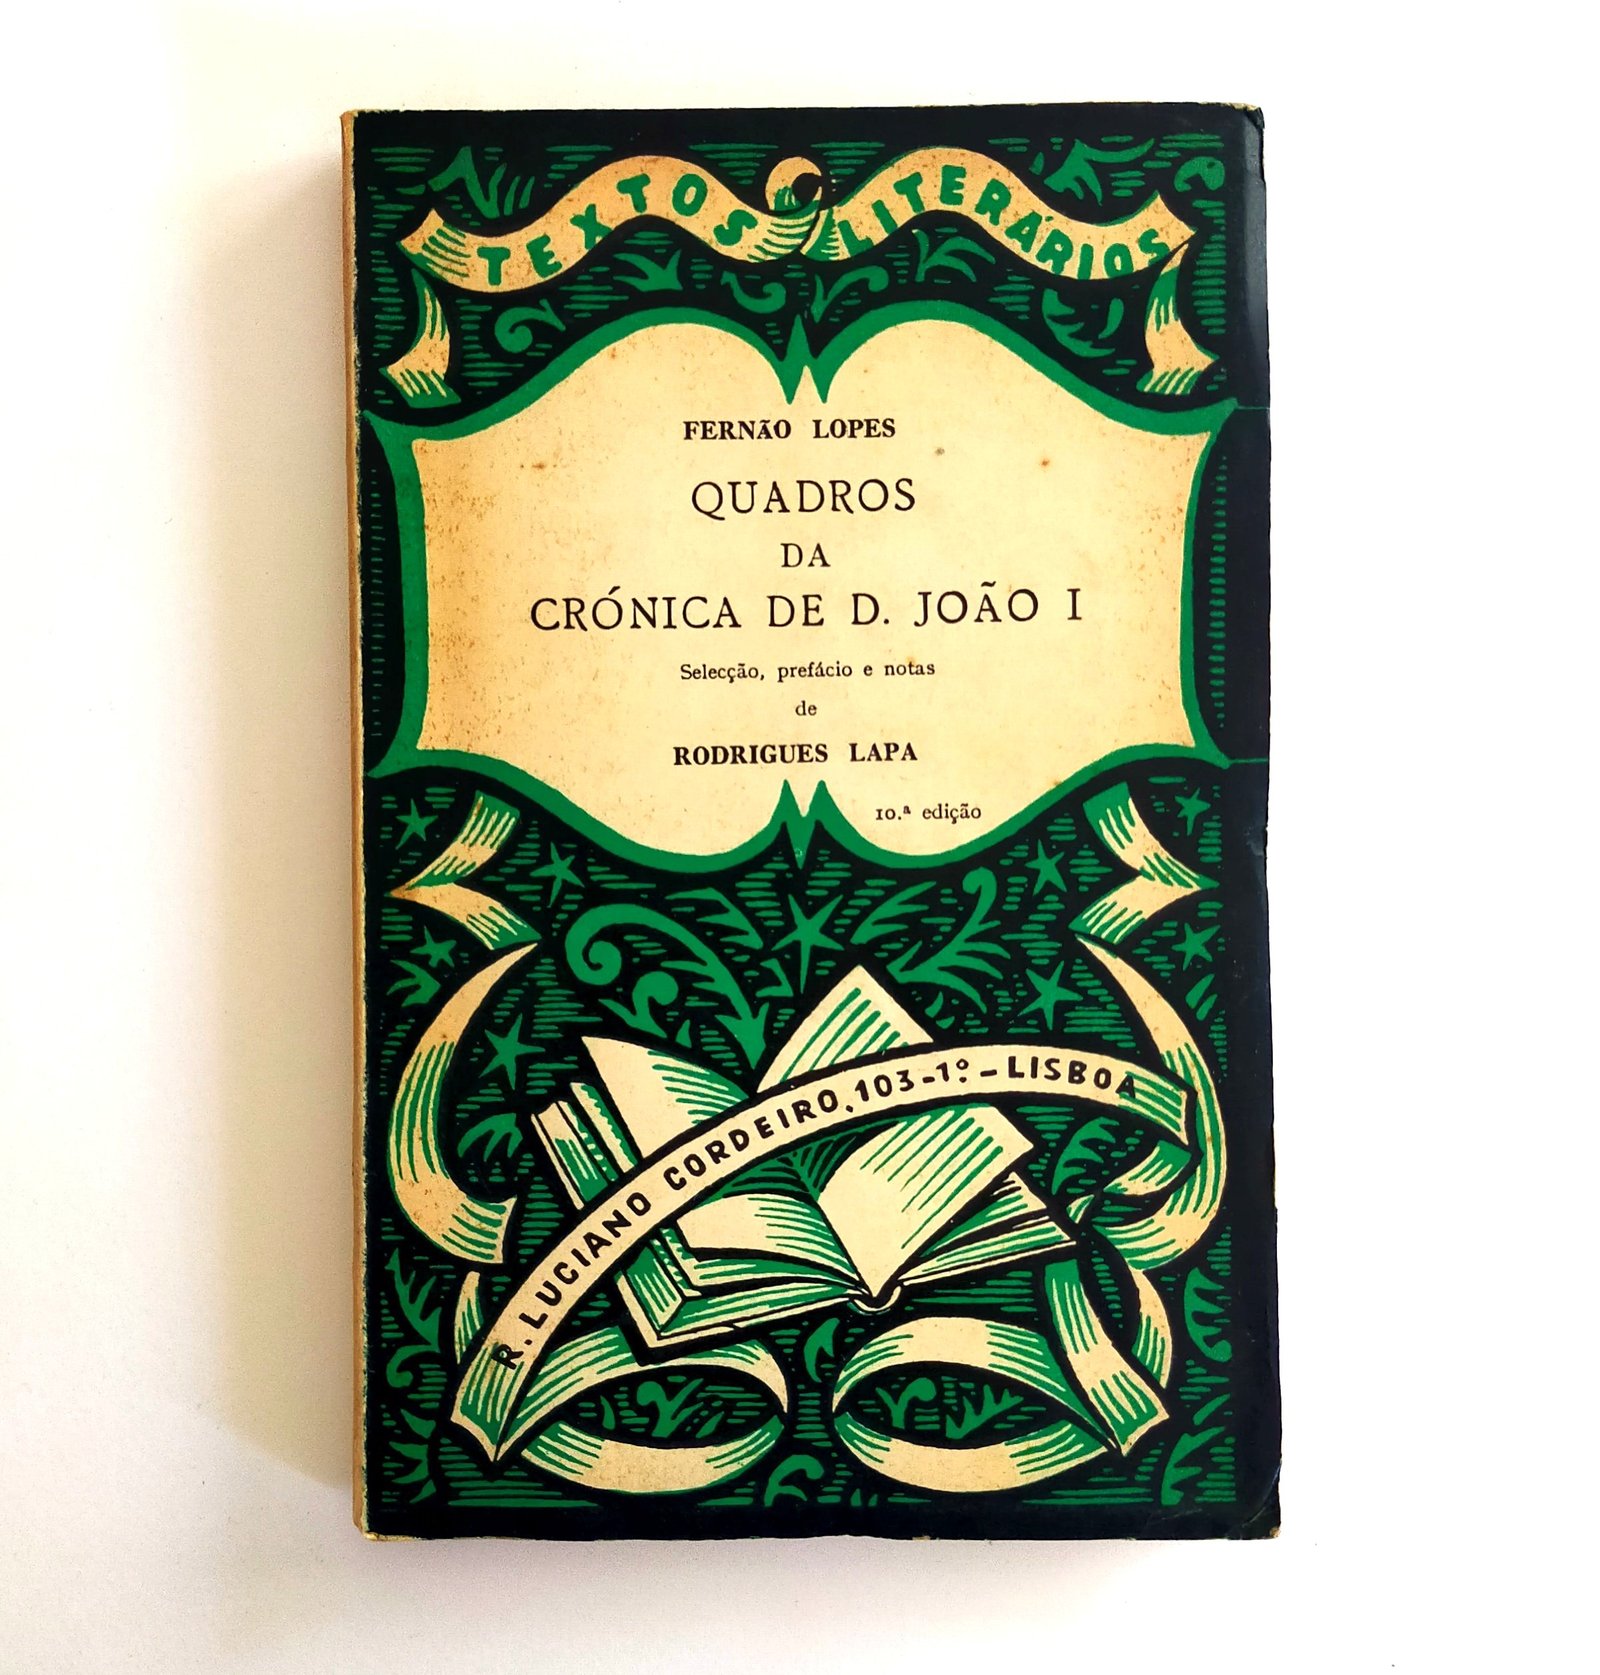 TEXTOS LITERÁRIOS
FERNÃO LOPES
QUADROS
DA
CRÓNICA DE D. JOÃO I
Selecção, prefácio e notas
de
RODRIGUES LAPA
10.ª edição
R. LUCIANO CORDEIRO, 103-1.º-LISBOA